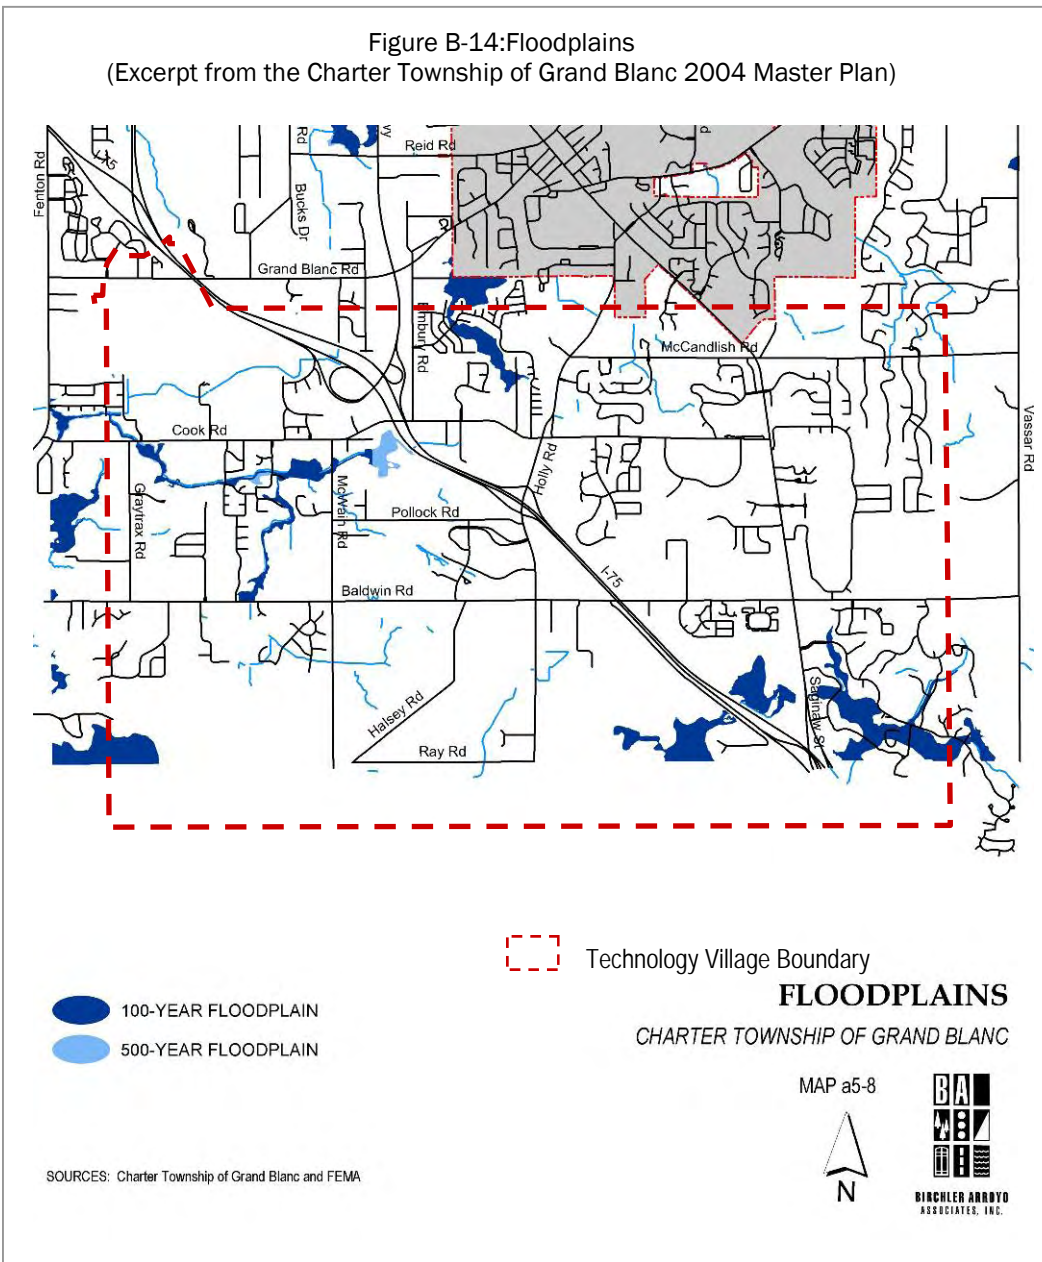 Figure B-14:Floodplains
(Excerpt from the Charter Township of Grand Blanc 2004 Master Plan)
Reid Rd
Rd
Fenton Rd
Bucks Dr
Grand Blanc Rd
Embury Rd
McCandlish Rd
Vassar Rd
Cook Rd
Holly Rd
Graytrax Rd
McWain Rd
Pollock Rd
I-75
Baldwin Rd
Halsey Rd
Saginaw St
Ray Rd
Technology Village Boundary
FLOODPLAINS
100-YEAR FLOODPLAIN
CHARTER TOWNSHIP OF GRAND BLANC
500-YEAR FLOODPLAIN
MAP a5-8
BA
SOURCES: Charter Township of Grand Blanc and FEMA
N
BIRCHLER ARROYO
ASSOCIATES, INC.